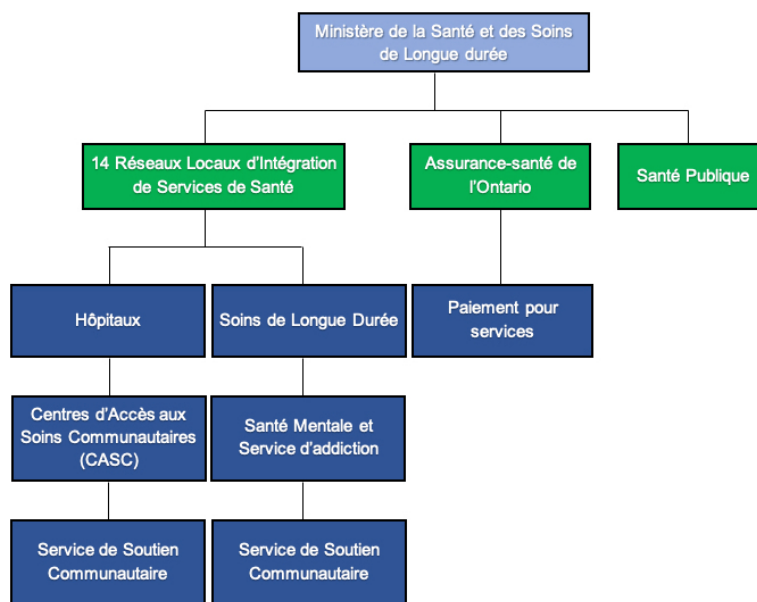 Ministère de la Santé et des Soins
de Longue durée
14 Réseaux Locaux d'Intégration
de Services de Santé
Assurance-santé de
l'Ontario
Santé Publique
Hôpitaux
Soins de Longue Durée
Paiement pour
services
Centres d'Accès aux
Soins Communautaires
(CASC)
Santé Mentale et
Service d'addiction
Service de Soutien
Communautaire
Service de Soutien
Communautaire